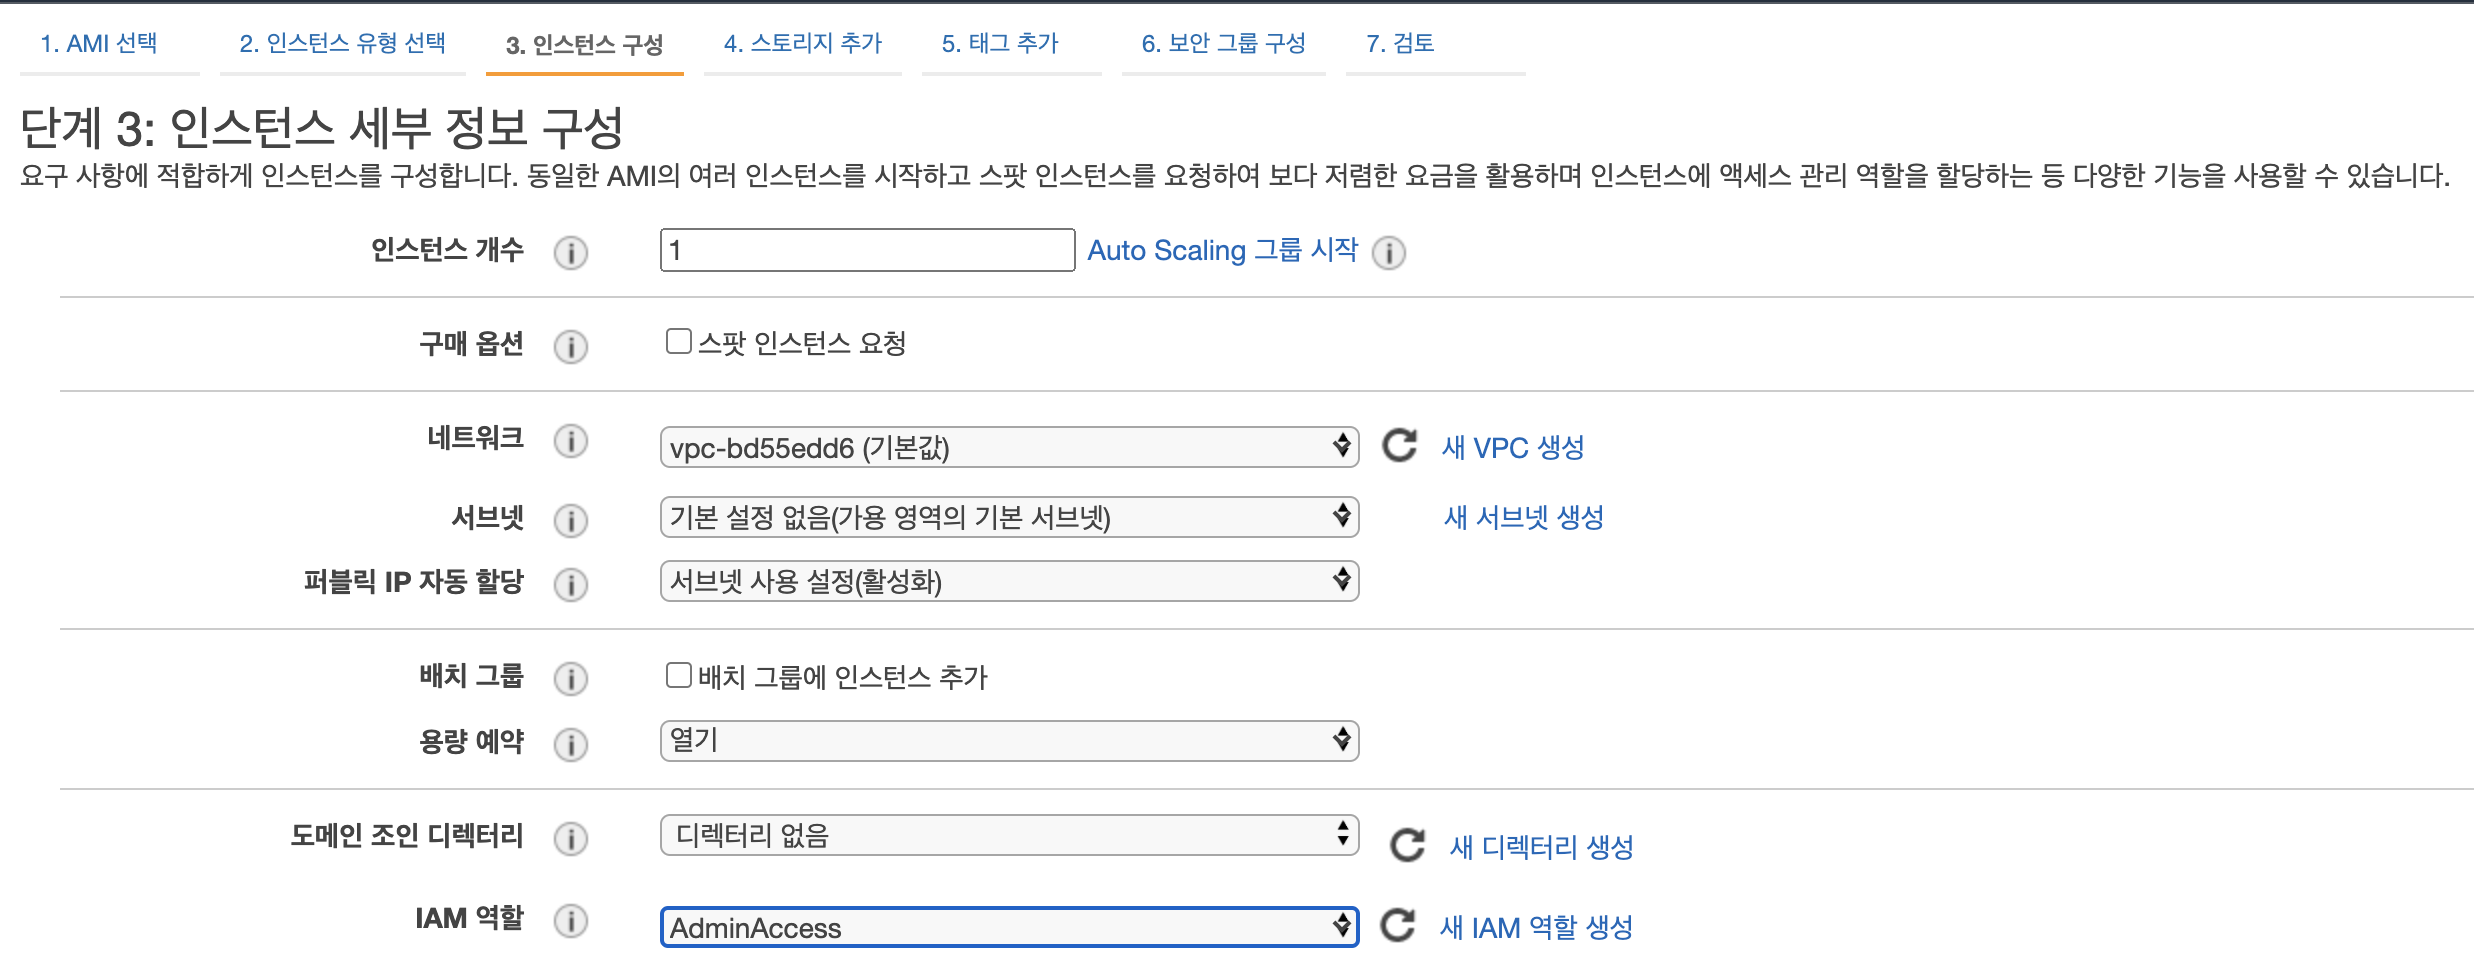 1. AMI 선택 2. 인스턴스 유형 선택 3. 인스턴스 구성 4. 스토리지 추가 5. 태그 추가 6. 보안 그룹 구성 7. 검토
단계 3: 인스턴스 세부 정보 구성
요구 사항에 적합하게 인스턴스를 구성합니다. 동일한 AMI의 여러 인스턴스를 시작하고 스팟 인스턴스를 요청하여 보다 저렴한 요금을 활용하며 인스턴스에 액세스 관리 역할을 할당하는 등 다양한 기능을 사용할 수 있습니다.
인스턴스 개수 i 1 Auto Scaling 그룹 시작 i
구매 옵션 i 스팟 인스턴스 요청
네트워크 i vpc-bd55edd6 (기본값) 새 VPC 생성
서브넷 i 기본 설정 없음(가용 영역의 기본 서브넷) 새 서브넷 생성
퍼블릭 IP 자동 할당 i 서브넷 사용 설정(활성화)
배치 그룹 i 배치 그룹에 인스턴스 추가
용량 예약 i 열기
도메인 조인 디렉터리 i 디렉터리 없음 새 디렉터리 생성
IAM 역할 i AdminAccess 새 IAM 역할 생성